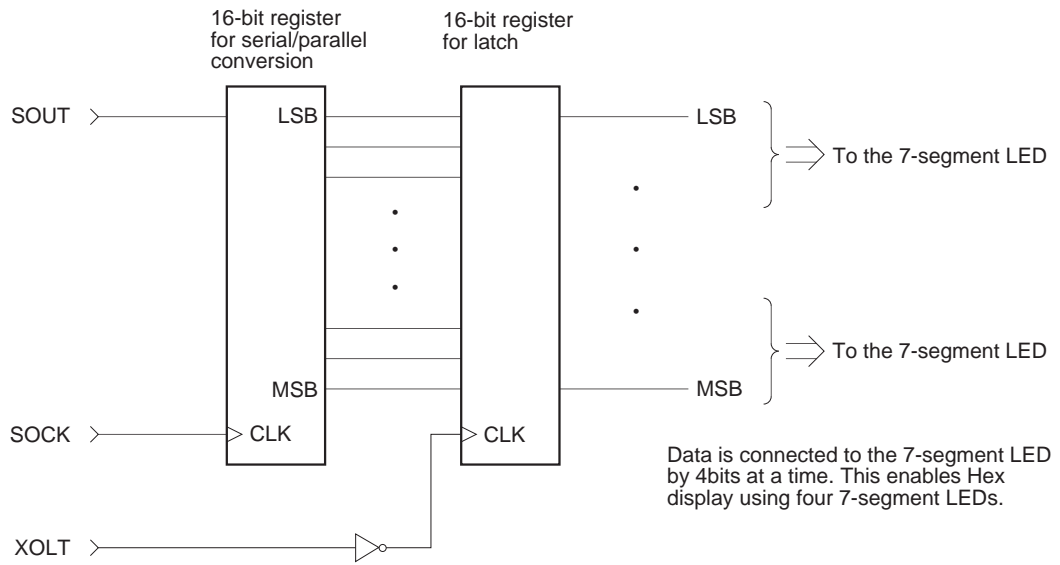 16-bit register
for serial/parallel
conversion
16-bit register
for latch
SOUT
LSB
LSB
To the 7-segment LED
To the 7-segment LED
MSB
MSB
SOCK
CLK
CLK
Data is connected to the 7-segment LED
by 4bits at a time. This enables Hex
display using four 7-segment LEDs.
XOLT